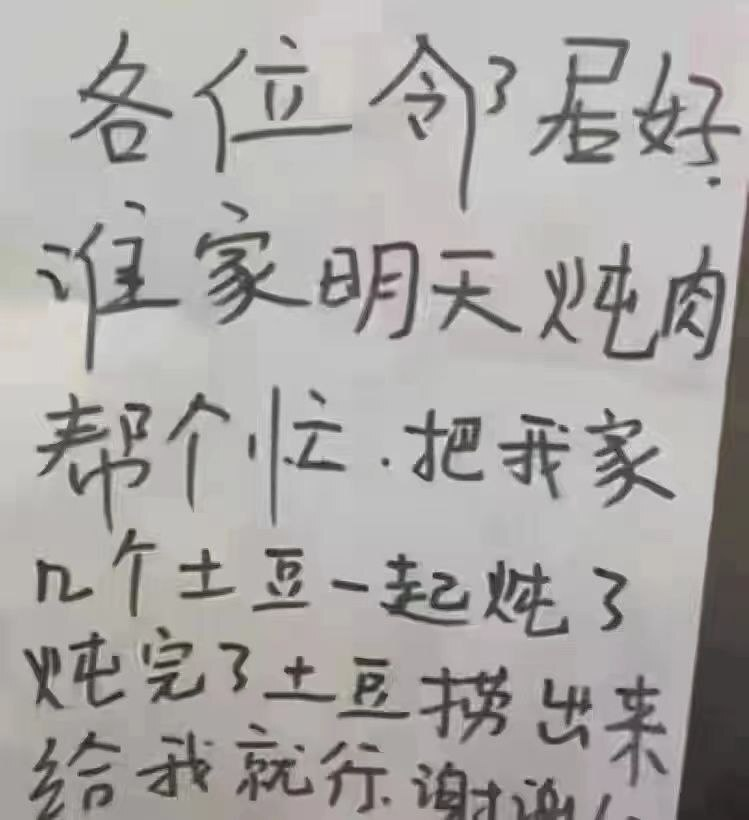 各位邻居好
谁家明天炖肉
帮个忙.把我家
几个土豆一起炖了
炖完了土豆捞出来
给我就行.谢谢